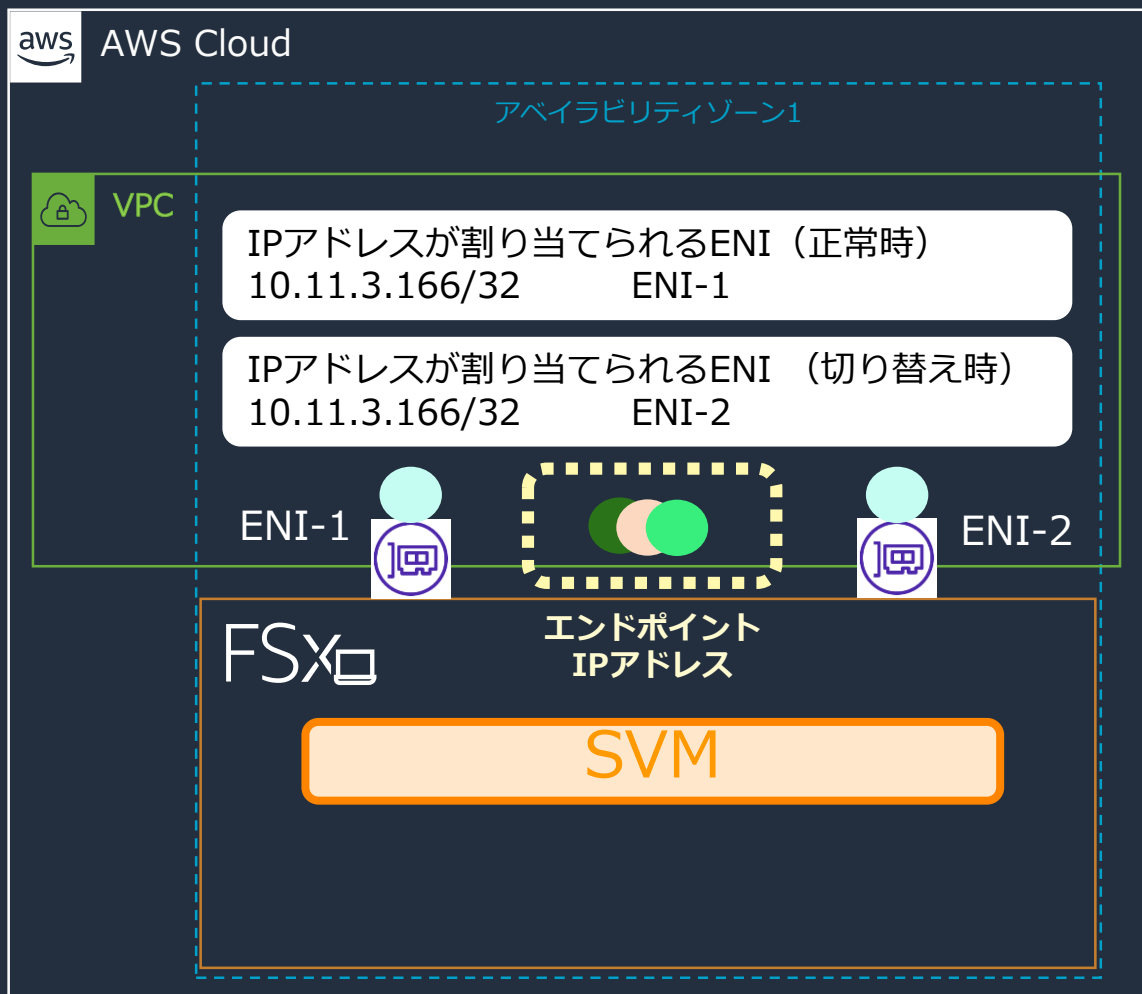 aws
AWS Cloud
アベイラビリティゾーン1
VPC
IPアドレスが割り当てられるENI（正常時）
10.11.3.166/32 ENI-1
IPアドレスが割り当てられるENI （切り替え時）
10.11.3.166/32 ENI-2
ENI-1
ENI-2
エンドポイント
IPアドレス
FSx
SVM